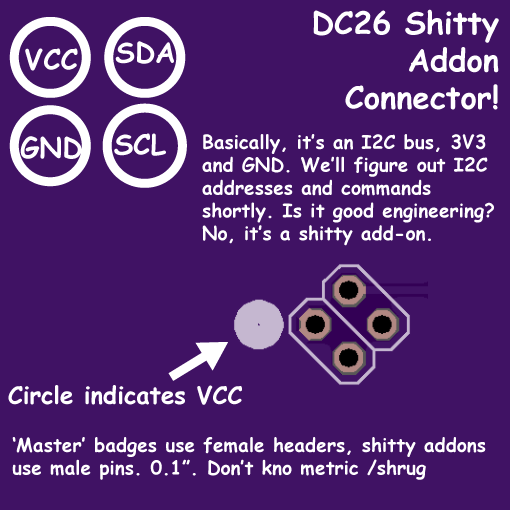 DC26 Shitty
Addon
Connector!
VCC SDA
GND SCL
Basically, it's an I2C bus, 3V3
and GND. We'll figure out I2C
addresses and commands
shortly. Is it good engineering?
No, it's a shitty add-on.
Circle indicates VCC
'Master' badges use female headers, shitty addons
use male pins. 0.1". Don't kno metric /shrug